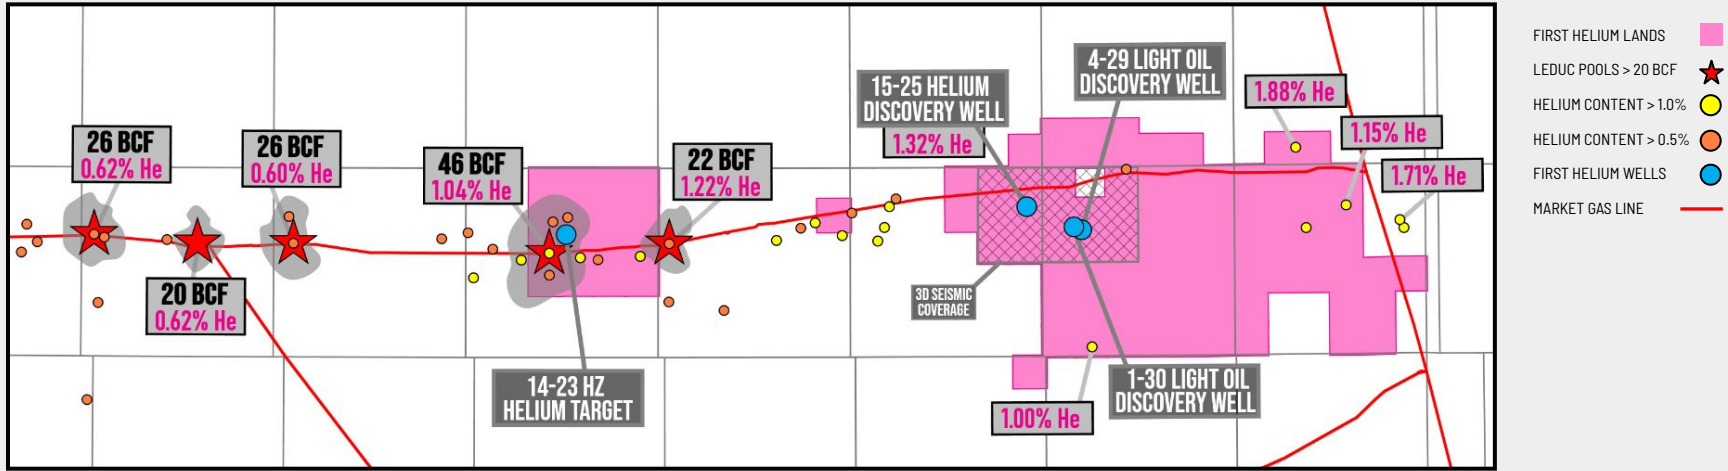 26 BCF
0.62% He
26 BCF
0.60% He
20 BCF
0.62% He
46 BCF
1.04% He
22 BCF
1.22% He
14-23 HZ
HELIUM TARGET
15-25 HELIUM
DISCOVERY WELL
1.32% He
4-29 LIGHT OIL
DISCOVERY WELL
3D SEISMIC
COVERAGE
1-30 LIGHT OIL
DISCOVERY WELL
1.00% He
1.88% He
1.15% He
1.71% He
FIRST HELIUM LANDS
LEDUC POOLS > 20 BCF
HELIUM CONTENT > 1.0%
HELIUM CONTENT > 0.5%
FIRST HELIUM WELLS
MARKET GAS LINE